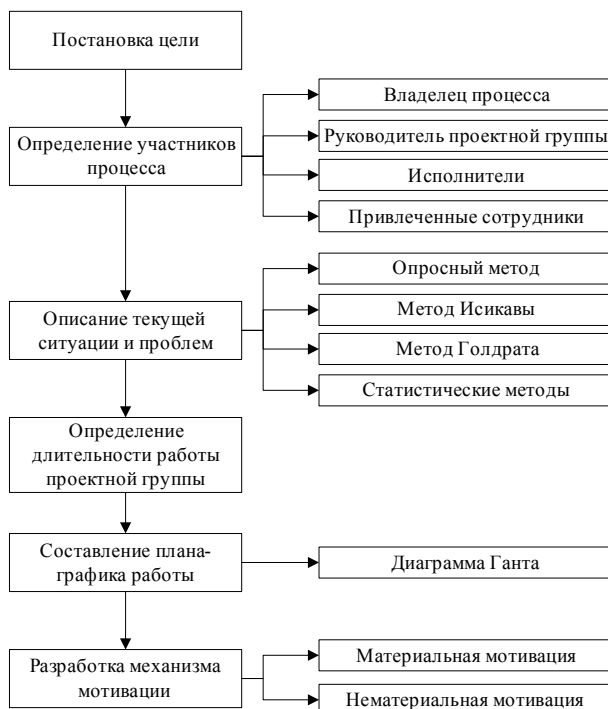 Постановка цели
Определение участников
процесса
Владелец процесса
Руководитель проектной группы
Исполнители
Привлеченные сотрудники
Описание текущей
ситуации и проблем
Опросный метод
Метод Исикавы
Метод Голдрата
Статистические методы
Определение
длительности работы
проектной группы
Составление плана-
графика работы
Диаграмма Ганта
Разработка механизма
мотивации
Материальная мотивация
Нематериальная мотивация